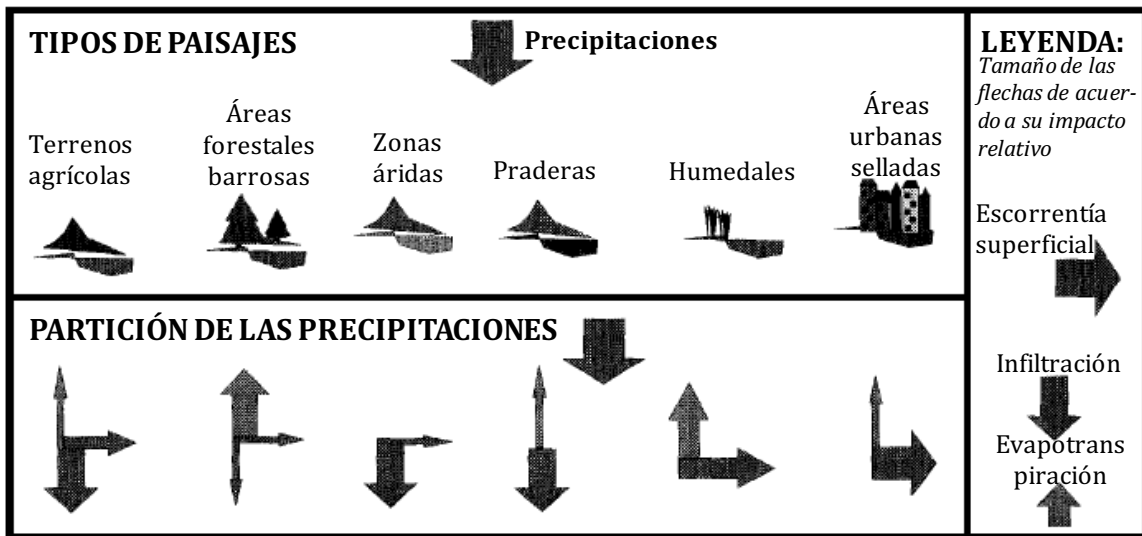 TIPOS DE PAISAJES
Precipitaciones
Terrenos
agrícolas
Áreas
forestales
barrosas
Zonas
áridas
Praderas
Humedales
Áreas
urbanas
selladas
PARTICIÓN DE LAS PRECIPITACIONES
LEYENDA:
Tamaño de las
flechas de acuer-
do a su impacto
relativo
Escorrentía
superficial
Infiltración
Evapotrans
piración